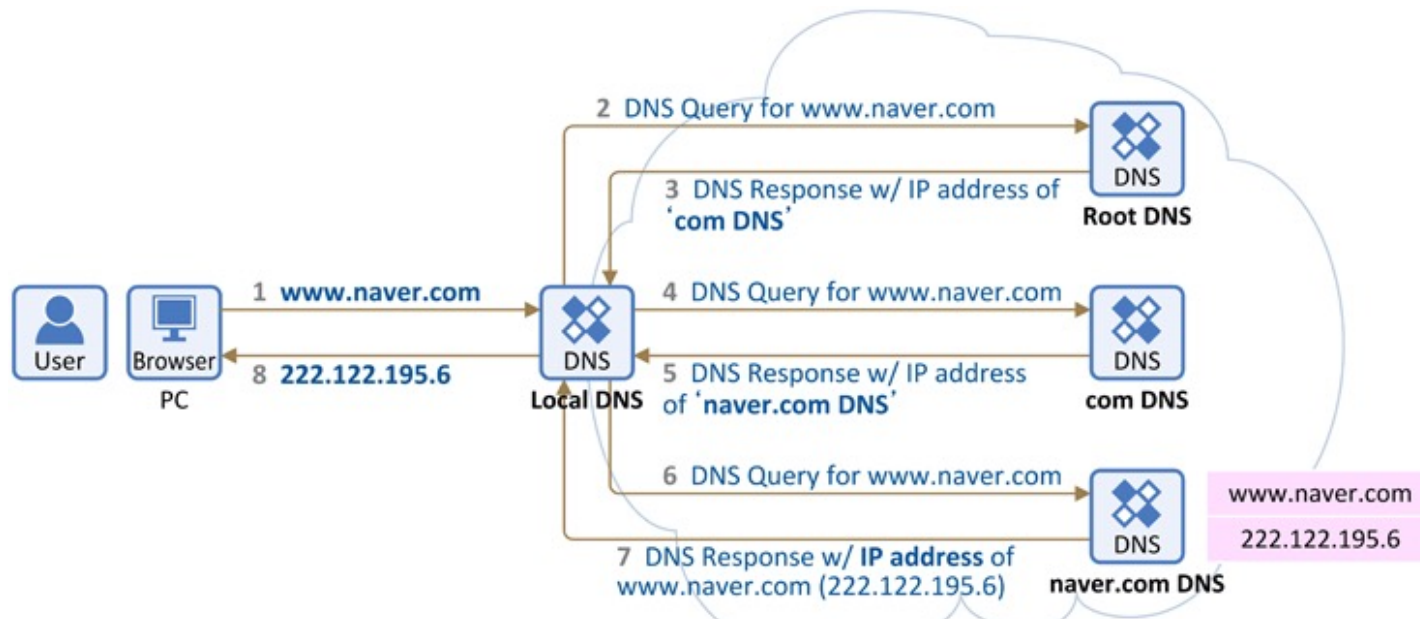 2 DNS Query for www.naver.com
DNS
Root DNS
3 DNS Response w/ IP address of
‘com DNS’
User
Browser
PC
1 www.naver.com
8 222.122.195.6
DNS
Local DNS
4 DNS Query for www.naver.com
DNS
com DNS
5 DNS Response w/ IP address
of ‘naver.com DNS’
6 DNS Query for www.naver.com
DNS
naver.com DNS
www.naver.com
222.122.195.6
7 DNS Response w/ IP address of
www.naver.com (222.122.195.6)